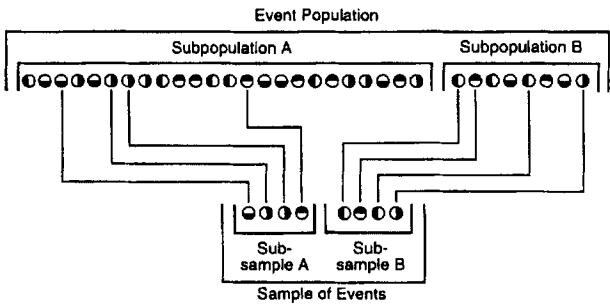 Event Population
Subpopulation A
Subpopulation B
Sub-
sample A
Sub-
sample B
Sample of Events